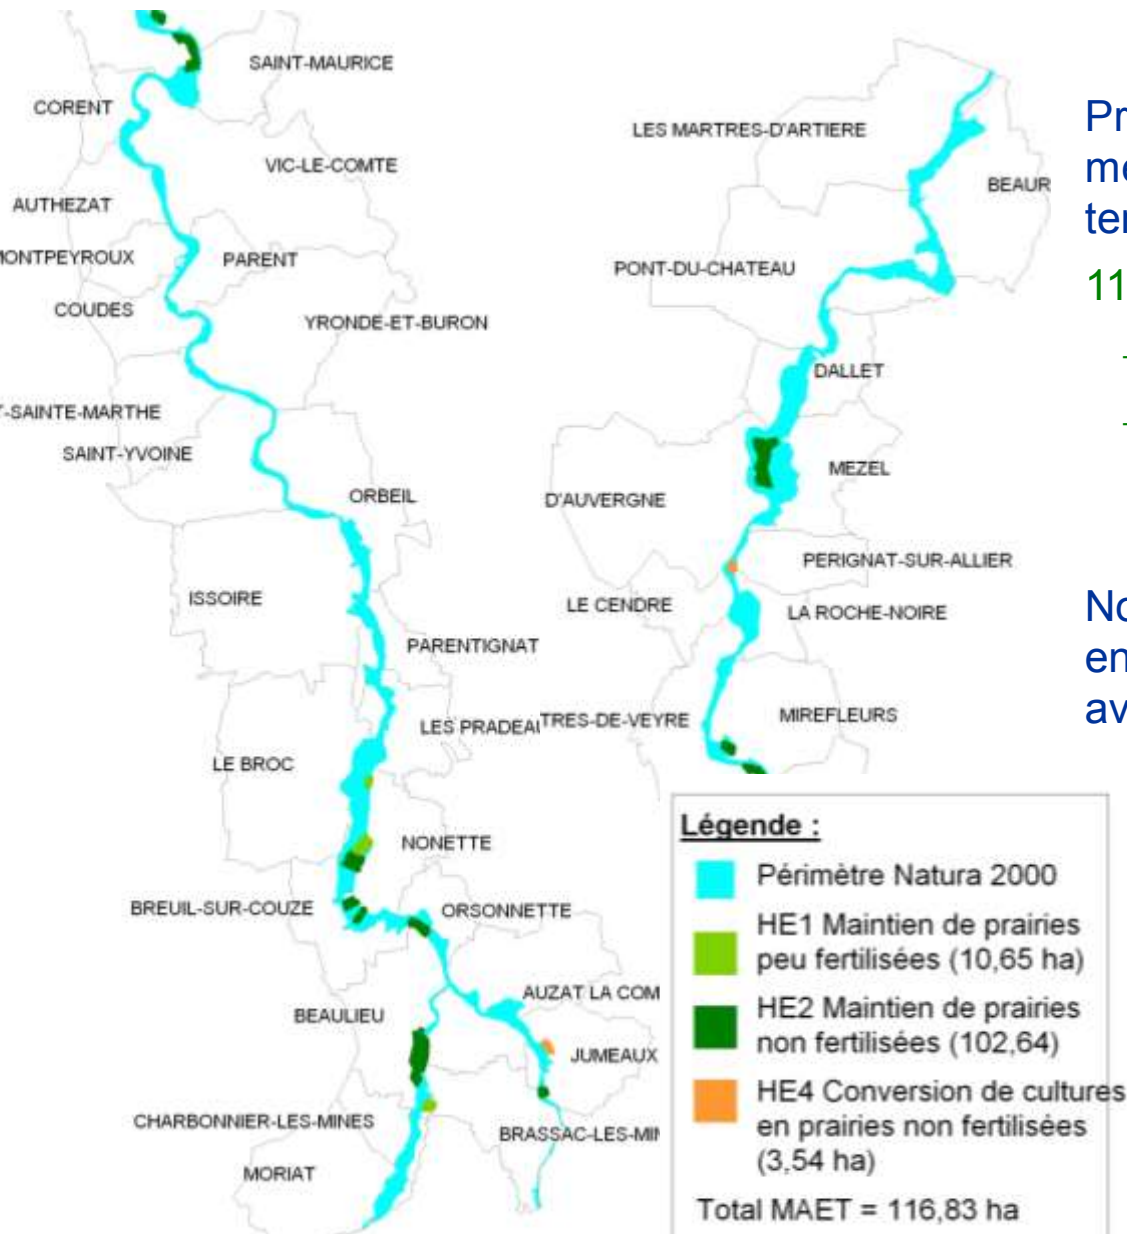 SAINT-MAURICE
CORENT
VIC-LE-COMTE
AUTHEZAT
MONTPEYROUX
PARENT
COUDES
YRONDE-ET-BURON
T-SAINTE-MARTHE
SAINT-YVOINE
ORBEIL
ISSOIRE
PARENTIGNAT
LES PRADEAU
LE BROC
NONETTE
BREUIL-SUR-COUZE
ORSONNETTE
AUZAT LA COM
BEAULIEU
JUMEAUX
CHARBONNIER-LES-MINES
BRASSAC-LES-MIN
MORIAT
LES MARTRES-D'ARTIERE
BEAUR
PONT-DU-CHATEAU
DALLET
MEZEL
D'AUVERGNE
PERIGNAT-SUR-ALLIER
LE CENDRE
LA ROCHE-NOIRE
TRES-DE-VEYRE
MIREFLEURS
Pr
me
ter
11
-
-
No
en
av
Légende :
Périmètre Natura 2000
HE1 Maintien de prairies
peu fertilisées (10,65 ha)
HE2 Maintien de prairies
non fertilisées (102,64)
HE4 Conversion de cultures
en prairies non fertilisées
(3,54 ha)
Total MAET = 116,83 ha